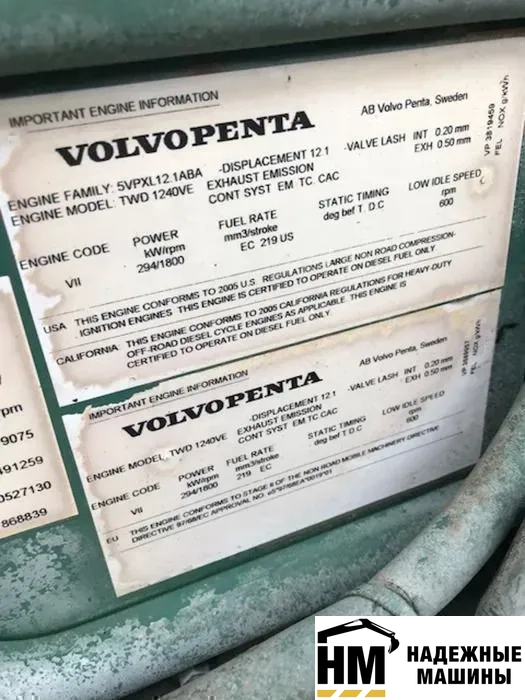 IMPORTANT ENGINE INFORMATION
VOLVO PENTA
AB Volvo Penta, Sweden
ENGINE FAMILY: 5VPXL12.1ABA
ENGINE MODEL: TWD 1240VE
-DISPLACEMENT 12.1
EXHAUST EMISSION
CONT SYST EM TC. CAC
-VALVE LASH INT 0.20 mm
EXH 0.50 mm
VP 3819459
FEL NOX g/kWh
ENGINE CODE
VII
POWER
kW/rpm
294/1800
FUEL RATE
mm3/stroke
EC 219 US
STATIC TIMING
deg bef T.D.C
LOW IDLE SPEED
rpm
600
USA THIS ENGINE CONFORMS TO 2005 U.S. REGULATIONS LARGE NON ROAD COMPRESSION-
IGNITION ENGINES. THIS ENGINE IS CERTIFIED TO OPERATE ON DIESEL FUEL ONLY.
CALIFORNIA THIS ENGINE CONFORMS TO 2005 CALIFORNIA REGULATIONS FOR HEAVY-DUTY
OFF-ROAD DIESEL CYCLE ENGINES AS APPLICABLE. THIS ENGINE IS
CERTIFIED TO OPERATE ON DIESEL FUEL ONLY.
IMPORTANT ENGINE INFORMATION
VOLVO PENTA
AB Volvo Penta, Sweden
ENGINE MODEL, TWD 1240VE
-DISPLACEMENT 12.1
EXHAUST EMISSION
CONT SYST EM TC CAC
-VALVE LASH INT 0.20 mm
EXH 0.50 mm
FEL NOX g/kWh
ENGINE CODE
VII
POWER
kW/rpm
294/1800
FUEL RATE
mm3/stroke
219 EC
STATIC TIMING
deg bef T.D.C
LOW IDLE SPEED
rpm
600
EU THIS ENGINE CONFORMS TO STAGE II OF THE NON ROAD MOBILE MACHINERY DIRECTIVE
DIRECTIVE 97/68/EC APPROVAL NO.
rpm
9075
491259
0527130
868839
НМ НАДЕЖНЫЕ
МАШИНЫ